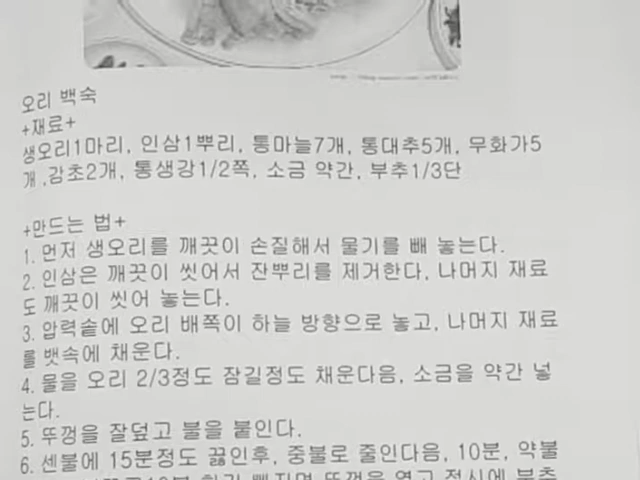 오리 백숙
+재료+
생오리1마리, 인삼1뿌리, 통마늘7개, 통대추5개, 무화가5
개 ,감초2개, 통생강1/2쪽, 소금 약간, 부추1/3단
+만드는 법+
1. 먼저 생오리를 깨끗이 손질해서 물기를 빼 놓는다.
2. 인삼은 깨끗이 씻어서 잔뿌리를 제거한다, 나머지 재료
도 깨끗이 씻어 놓는다.
3. 압력솥에 오리 배쪽이 하늘 방향으로 놓고, 나머지 재료
를 뱃속에 채운다.
4. 물을 오리 2/3정도 잠길정도 채운다음, 소금을 약간 넣
는다.
5. 뚜껑을 잘덮고 불을 붙인다.
6. 센불에 15분정도 끓인후, 중불로 줄인다음, 10분, 약불